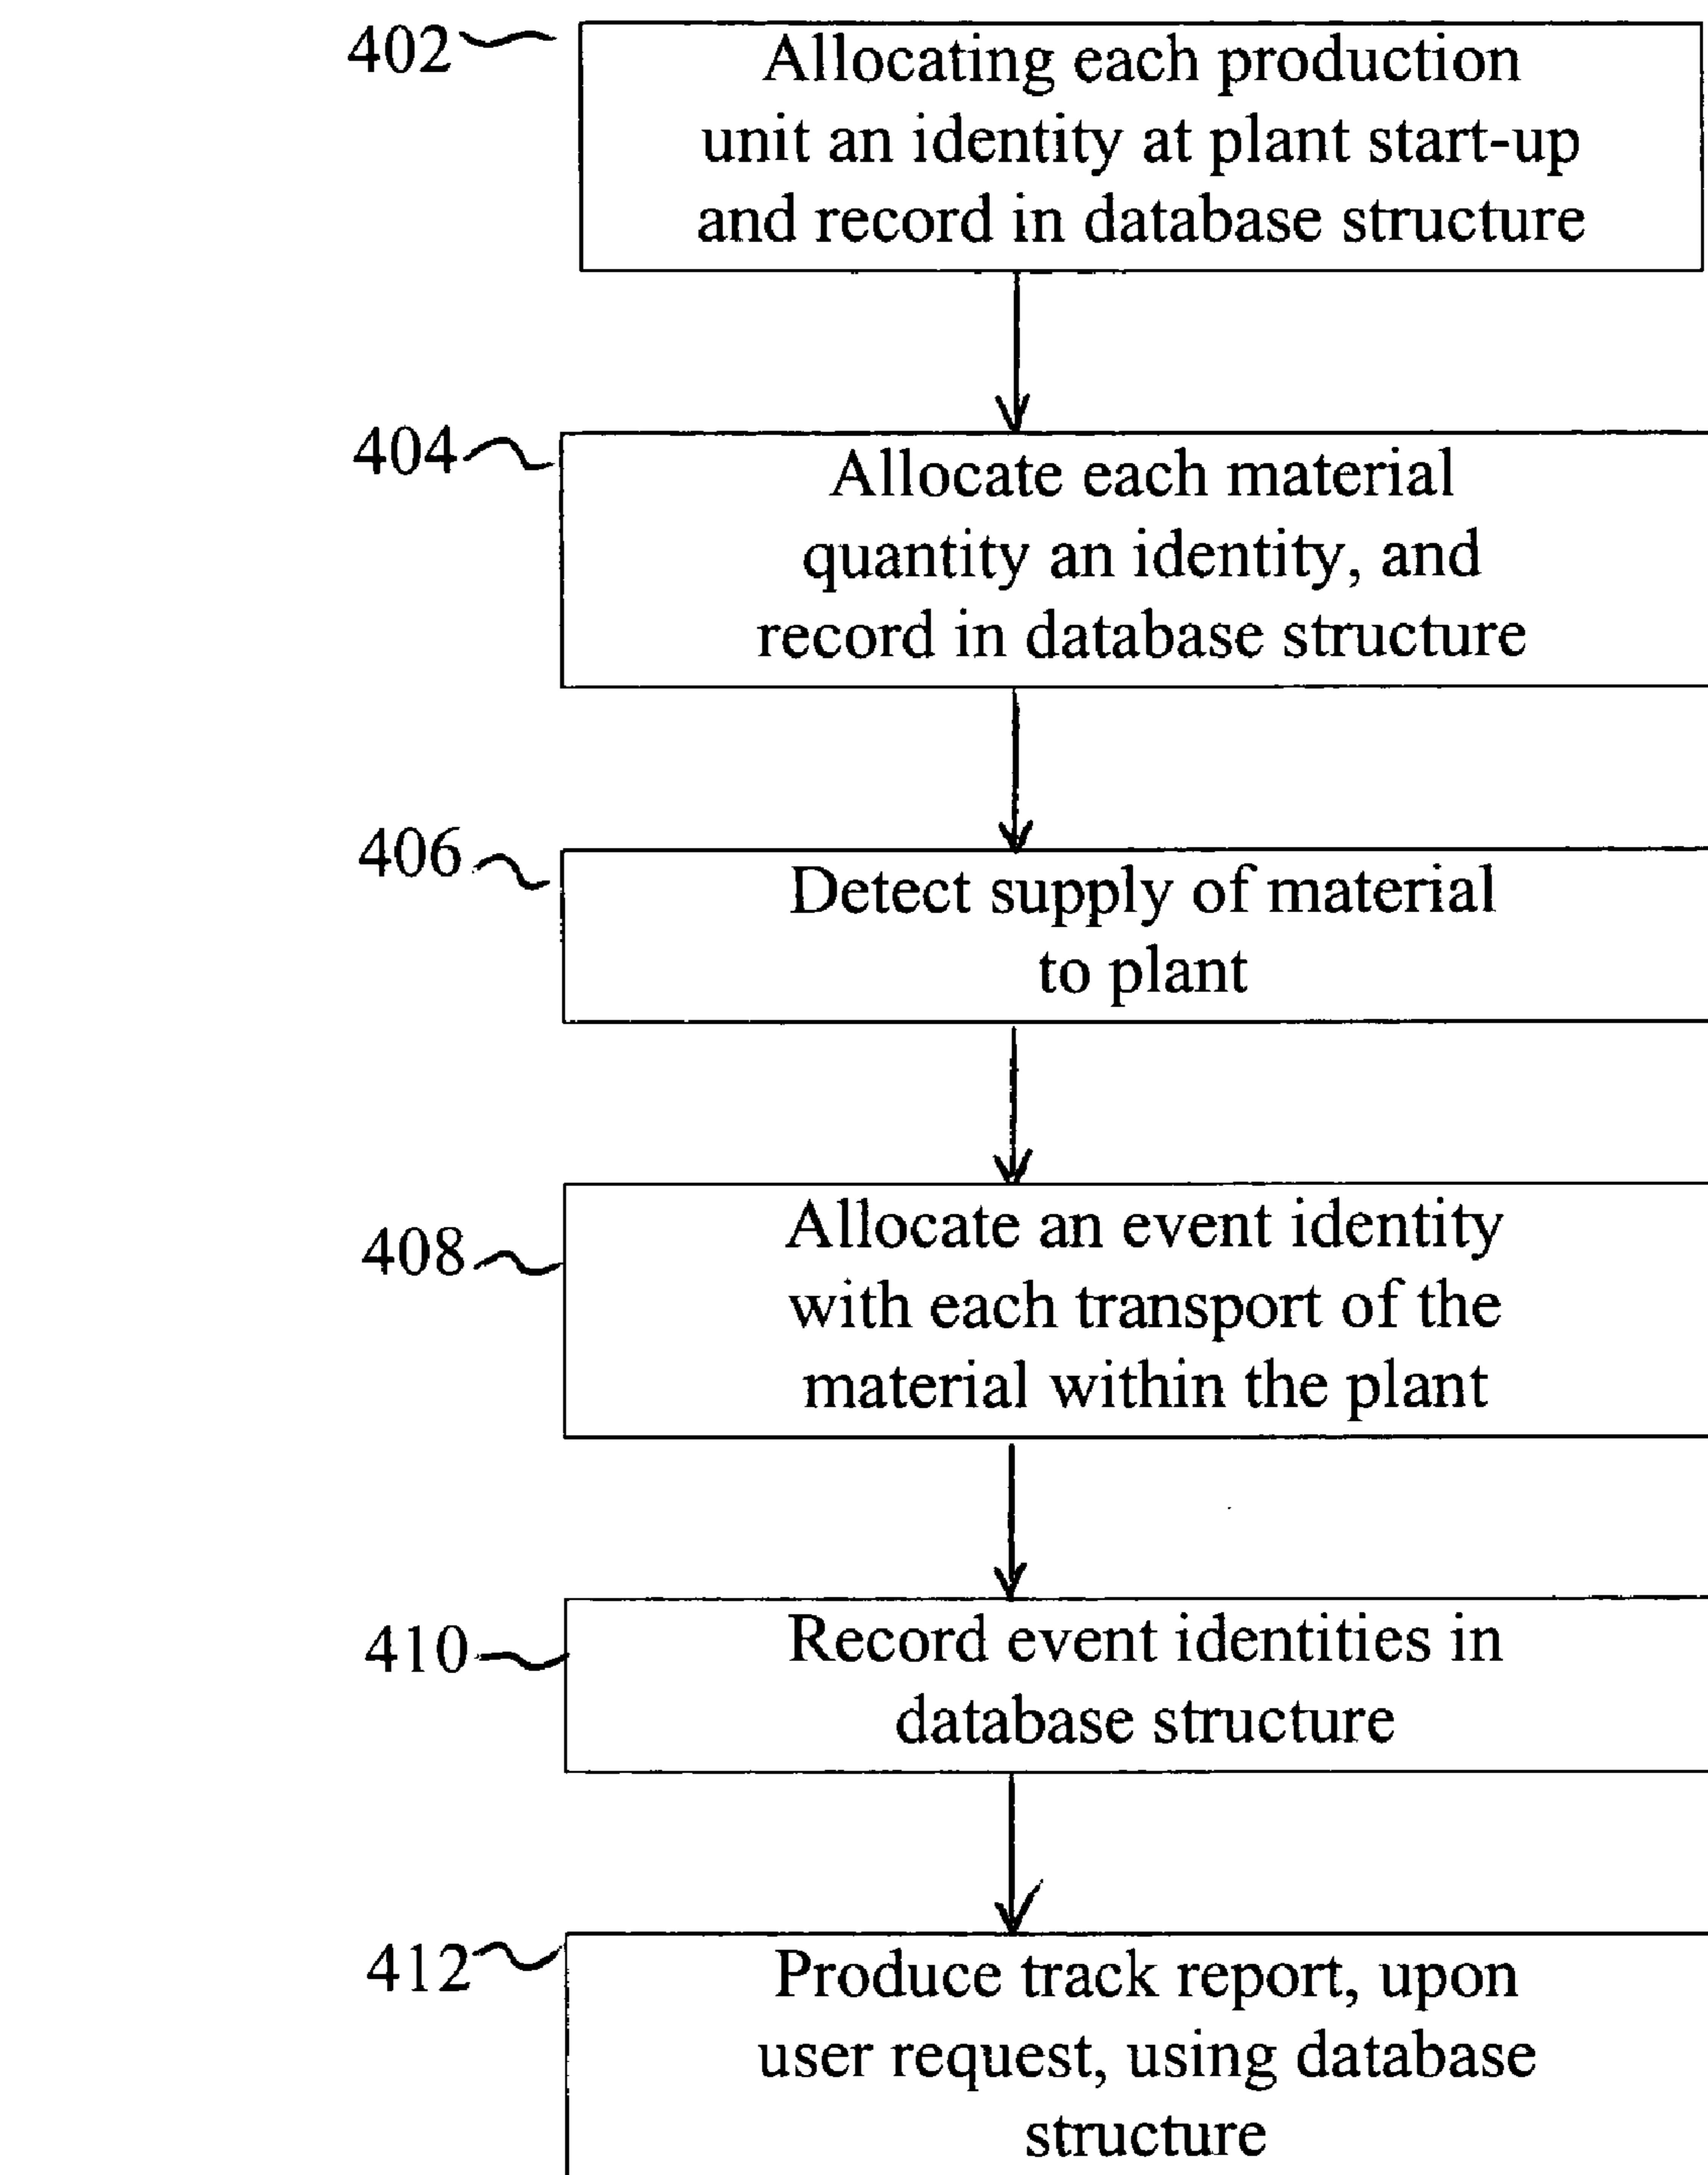 402
Allocating each production
unit an identity at plant start-up
and record in database structure
404
Allocate each material
quantity an identity, and
record in database structure
406
Detect supply of material
to plant
408
Allocate an event identity
with each transport of the
material within the plant
410
Record event identities in
database structure
412
Produce track report, upon
user request, using database
structure